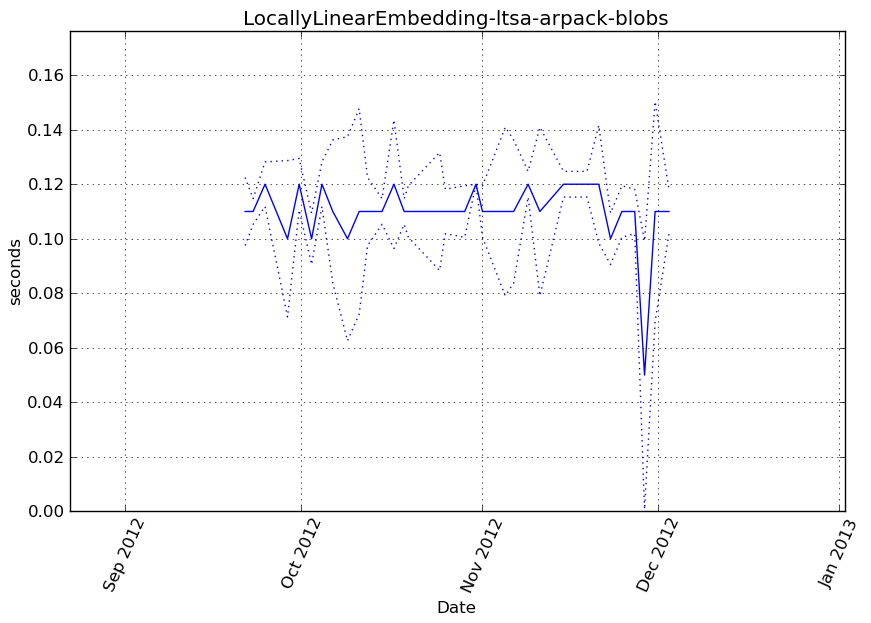 LocallyLinearEmbedding-ltsa-arpack-blobs
0.16
0.14
0.12
0.10
0.08
0.06
0.04
0.02
0.00
seconds
Sep 2012
Oct 2012
Nov 2012
Dec 2012
Jan 2013
Date